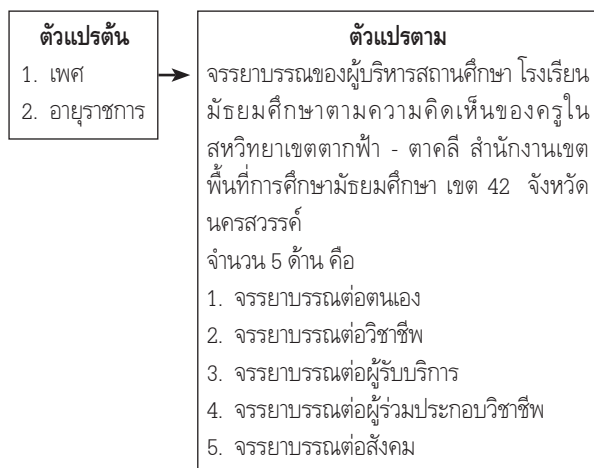 ตัวแปรต้น
1. เพศ
2. อายุราชการ
ตัวแปรตาม
จรรยาบรรณของผู้บริหารสถานศึกษา โรงเรียน
มัธยมศึกษาตามความคิดเห็นของครูใน
สหวิทยาเขตตากฟ้า - ตาคลี สำนักงานเขต
พื้นที่การศึกษามัธยมศึกษา เขต 42 จังหวัด
นครสวรรค์
จำนวน 5 ด้าน คือ
1. จรรยาบรรณต่อตนเอง
2. จรรยาบรรณต่อวิชาชีพ
3. จรรยาบรรณต่อผู้รับบริการ
4. จรรยาบรรณต่อผู้ร่วมประกอบวิชาชีพ
5. จรรยาบรรณต่อสังคม